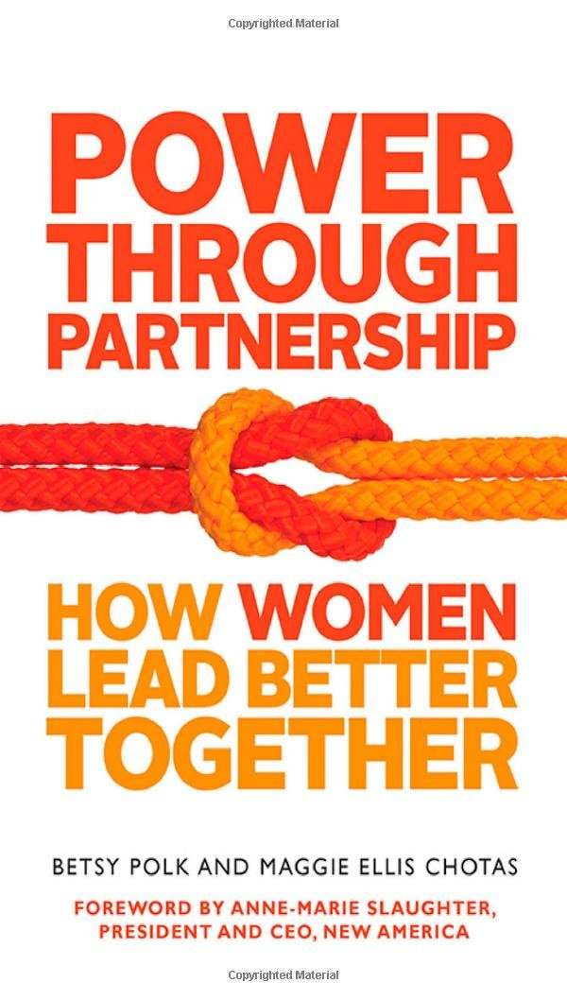 Copyrighted Material
POWER
THROUGH
PARTNERSHIP
HOW WOMEN
LEAD BETTER
TOGETHER
BETSY POLK AND MAGGIE ELLIS CHOTAS
FOREWORD BY ANNE-MARIE SLAUGHTER,
PRESIDENT AND CEO, NEW AMERICA
Copyrighted Material